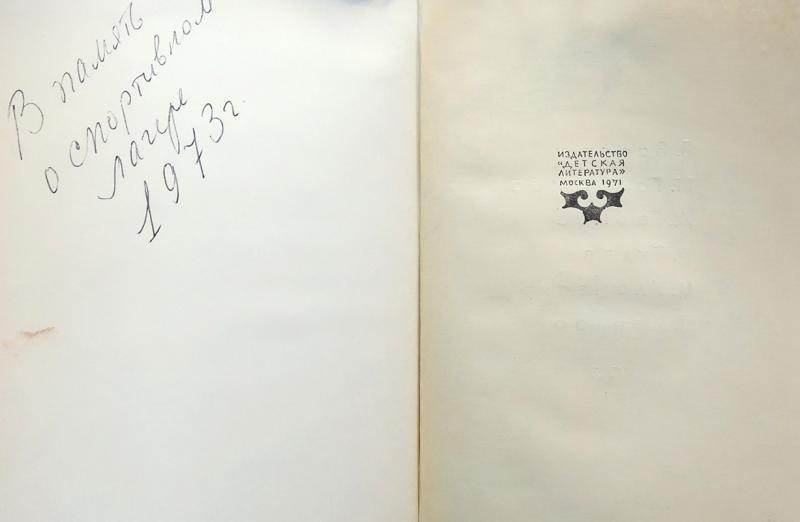 В память
о спортивном
лагере
1973г.
ИЗДАТЕЛЬСТВО
«ДЕТСКАЯ
ЛИТЕРАТУРА»
МОСКВА 1971